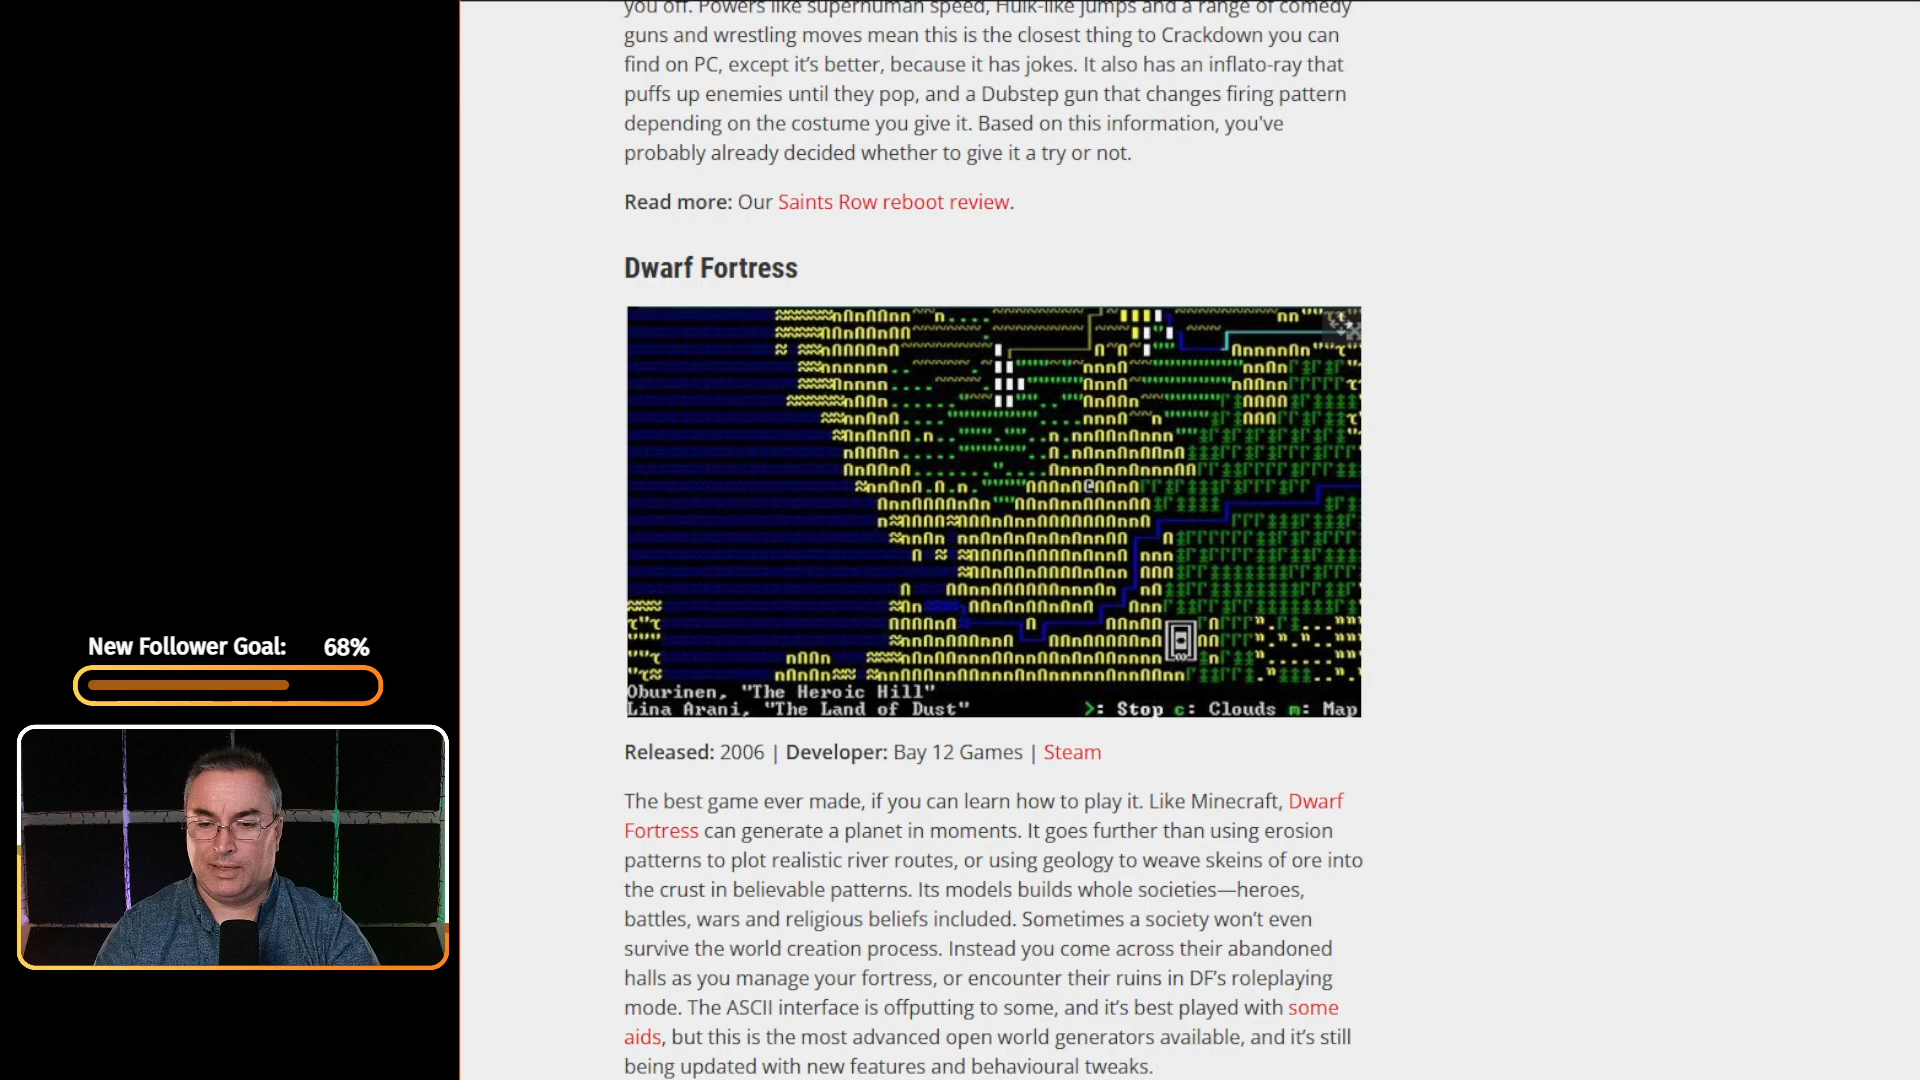 you off. Powers like superhuman speed, Hulk-like jumps and a range of comedy
guns and wrestling moves mean this is the closest thing to Crackdown you can
find on PC, except it’s better, because it has jokes. It also has an inflato-ray that
puffs up enemies until they pop, and a Dubstep gun that changes firing pattern
depending on the costume you give it. Based on this information, you've
probably already decided whether to give it a try or not.
Read more: Our Saints Row reboot review.
Dwarf Fortress
Oburinen, "The Heroic Hill"
Lina Arani, "The Land of Dust"
>: Stop c: Clouds m: Map
Released: 2006 | Developer: Bay 12 Games | Steam
The best game ever made, if you can learn how to play it. Like Minecraft, Dwarf
Fortress can generate a planet in moments. It goes further than using erosion
patterns to plot realistic river routes, or using geology to weave skeins of ore into
the crust in believable patterns. Its models builds whole societies—heroes,
battles, wars and religious beliefs included. Sometimes a society won’t even
survive the world creation process. Instead you come across their abandoned
halls as you manage your fortress, or encounter their ruins in DF’s roleplaying
mode. The ASCII interface is offputting to some, and it’s best played with some
aids, but this is the most advanced open world generators available, and it’s still
being updated with new features and behavioural tweaks.
New Follower Goal: 68%